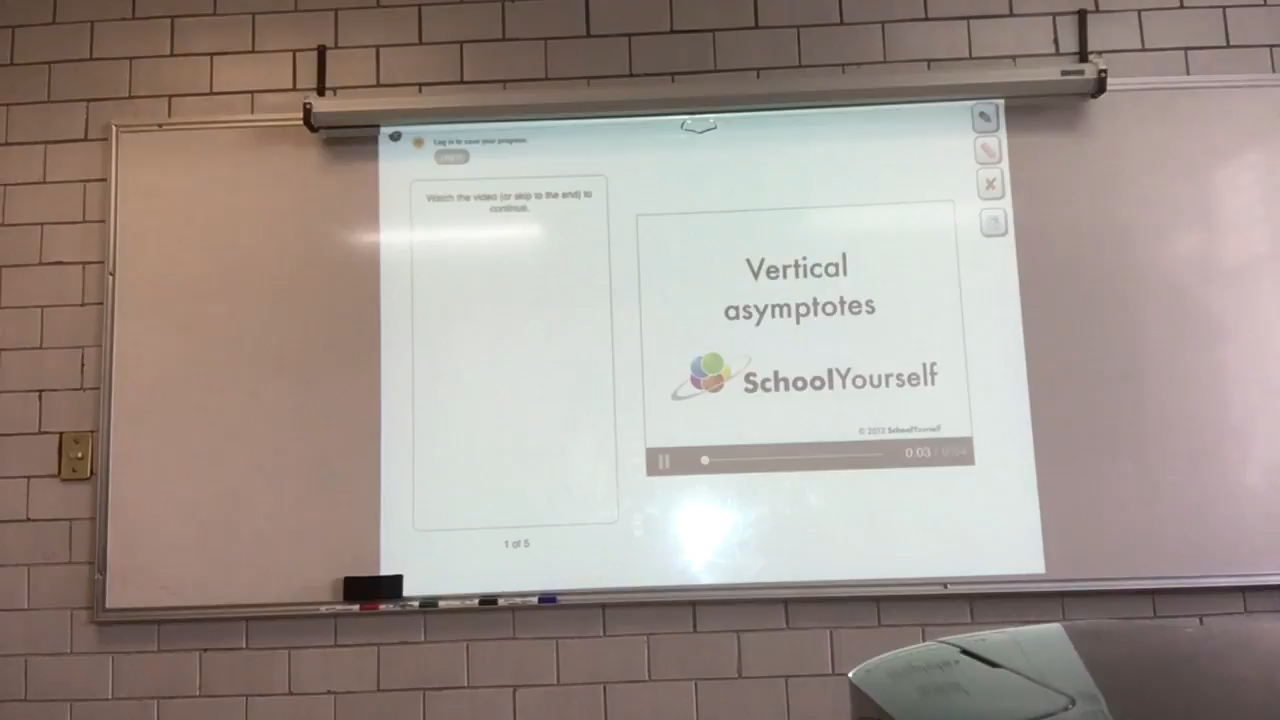 Log in to save your progress.
Watch the video (or skip to the end) to
continue.
Vertical
asymptotes
SchoolYourself
SchoolYourself
0:03
1 of 5